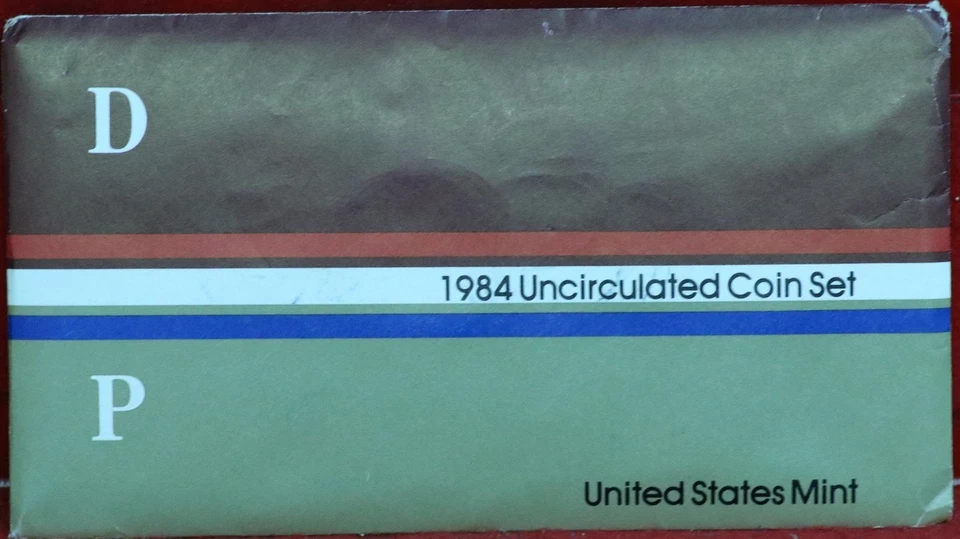 D
1984 Uncirculated Coin Set
P
United States Mint